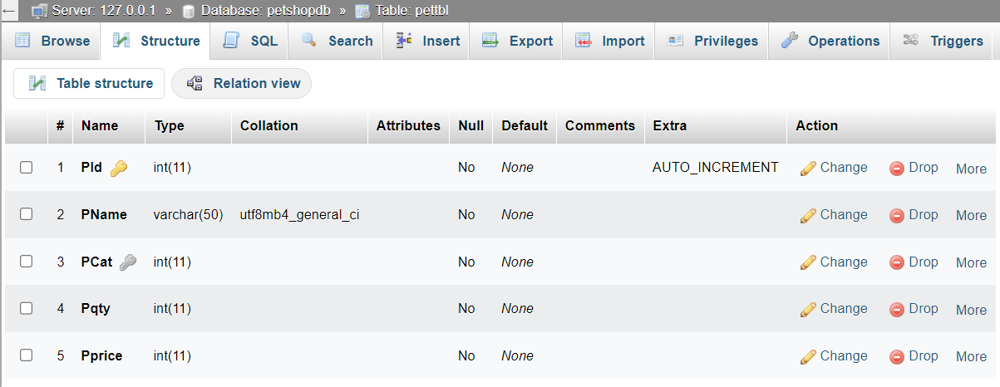 ← Server: 127.0.0.1 » Database: petshopdb » Table: pettbl
Browse Structure SQL Search Insert Export Import Privileges Operations Triggers
Table structure Relation view
# Name Type Collation Attributes Null Default Comments Extra Action
1 PId int(11) No None AUTO_INCREMENT Change Drop More
2 PName varchar(50) utf8mb4_general_ci No None Change Drop More
3 PCat int(11) No None Change Drop More
4 Pqty int(11) No None Change Drop More
5 Pprice int(11) No None Change Drop More